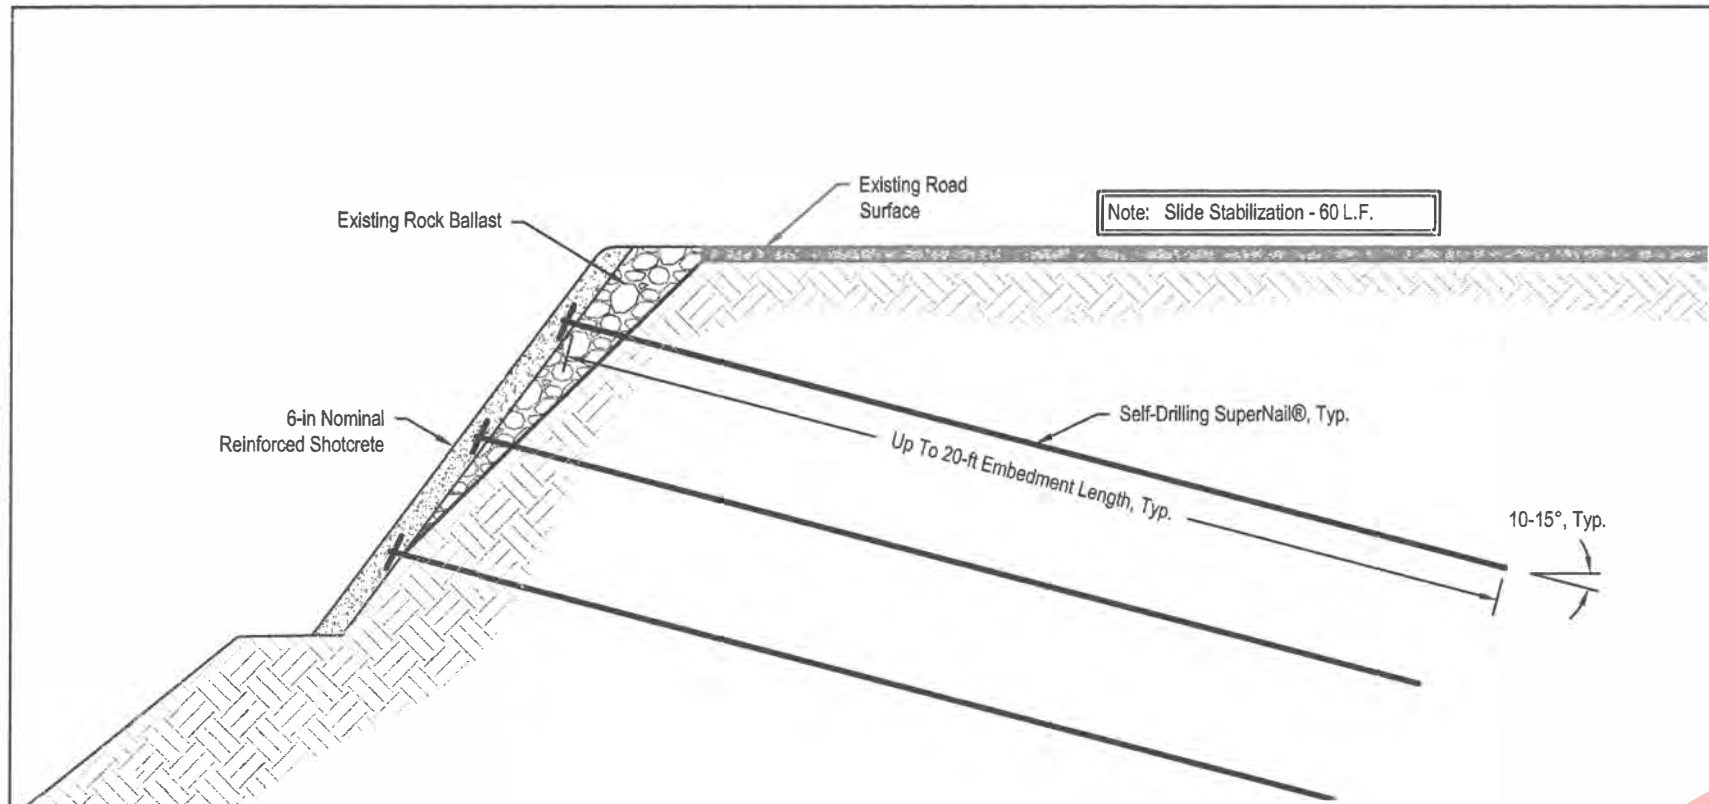 Existing Road
Surface
Note: Slide Stabilization - 60 L.F.
Existing Rock Ballast
6-in Nominal
Reinforced Shotcrete
Self-Drilling SuperNail®, Typ.
Up To 20-ft Embedment Length, Typ.
10-15°, Typ.